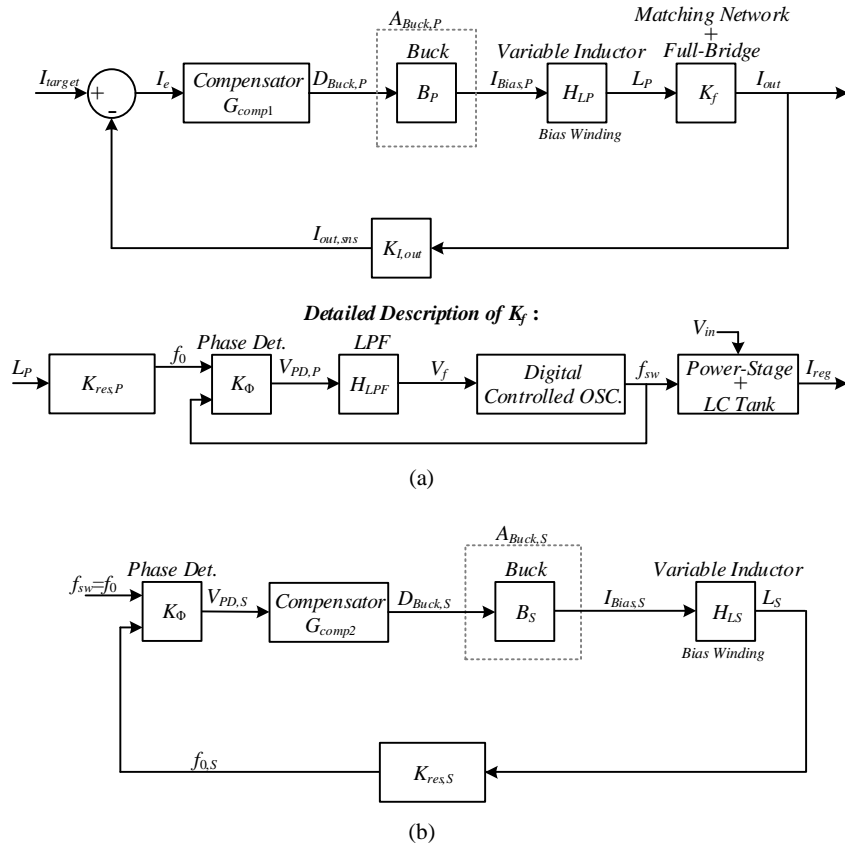 A_Buck,P
Matching Network
+
Full-Bridge
Buck
Variable Inductor
I_target
+
-
I_e
Compensator
G_comp1
D_Buck,P
B_P
I_Bias,P
H_LP
L_P
K_f
I_out
Bias Winding
I_out,sns
K_I,out
Detailed Description of K_f :
L_P
K_res,P
f_0
Phase Det.
K_Φ
V_PD,P
LPF
H_LPF
V_f
Digital
Controlled OSC.
f_sw
V_in
Power-Stage
+
LC Tank
I_reg
(a)
A_Buck,S
Phase Det.
Buck
Variable Inductor
f_sw=f_0
K_Φ
V_PD,S
Compensator
G_comp2
D_Buck,S
B_S
I_Bias,S
H_LS
L_S
Bias Winding
f_0,S
K_res,S
(b)